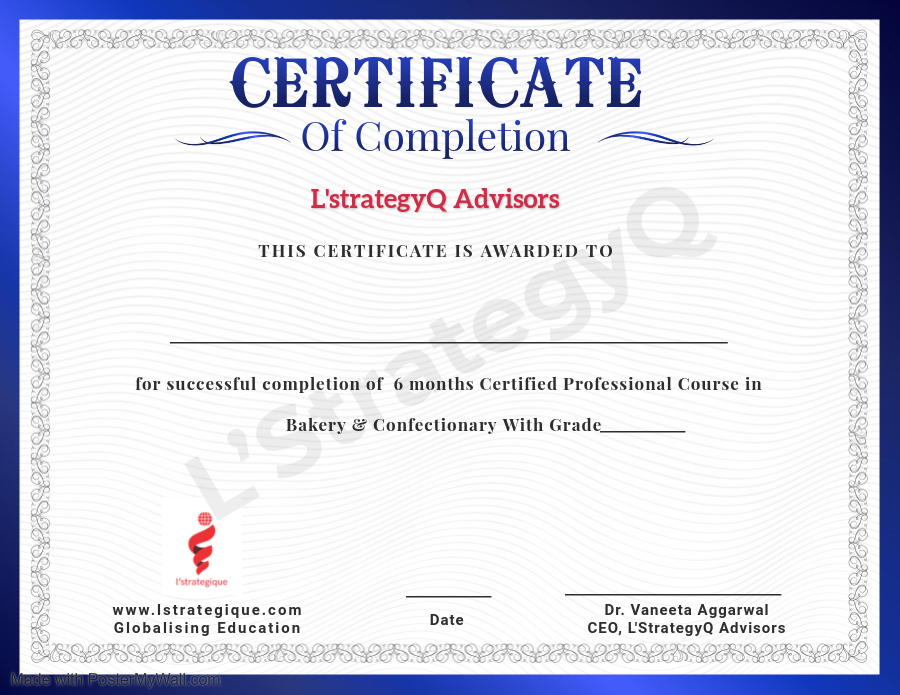 CERTIFICATE
Of Completion
L'strategyQ Advisors
THIS CERTIFICATE IS AWARDED TO
L'StrategyQ
for successful completion of 6 months Certified Professional Course in
Bakery & Confectionary With Grade
l'strategique
www.lstrategique.com
Globalising Education
Date
Dr. Vaneeta Aggarwal
CEO, L'StrategyQ Advisors
Made with PosterMyWall.com